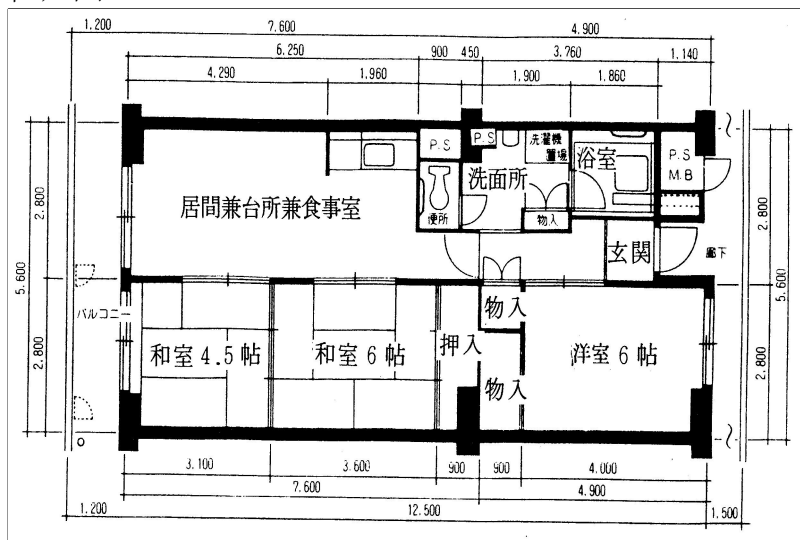 1.200
7.600
4.900
6.250
900
450
3.760
1.140
4.290
1.960
1.900
1.860
P.S
P.S
洗濯機
置場
浴室
P.S
M.B
洗面所
居間兼台所兼食事室
便所
物入
玄関
廊下
2.800
5.600
2.800
2.800
5.600
2.800
バルコニー
物入
和室 4.5 帖
和室 6 帖
押入
洋室 6 帖
物入
3.100
3.600
900
900
4.000
7.600
4.900
1.200
12.500
1.500